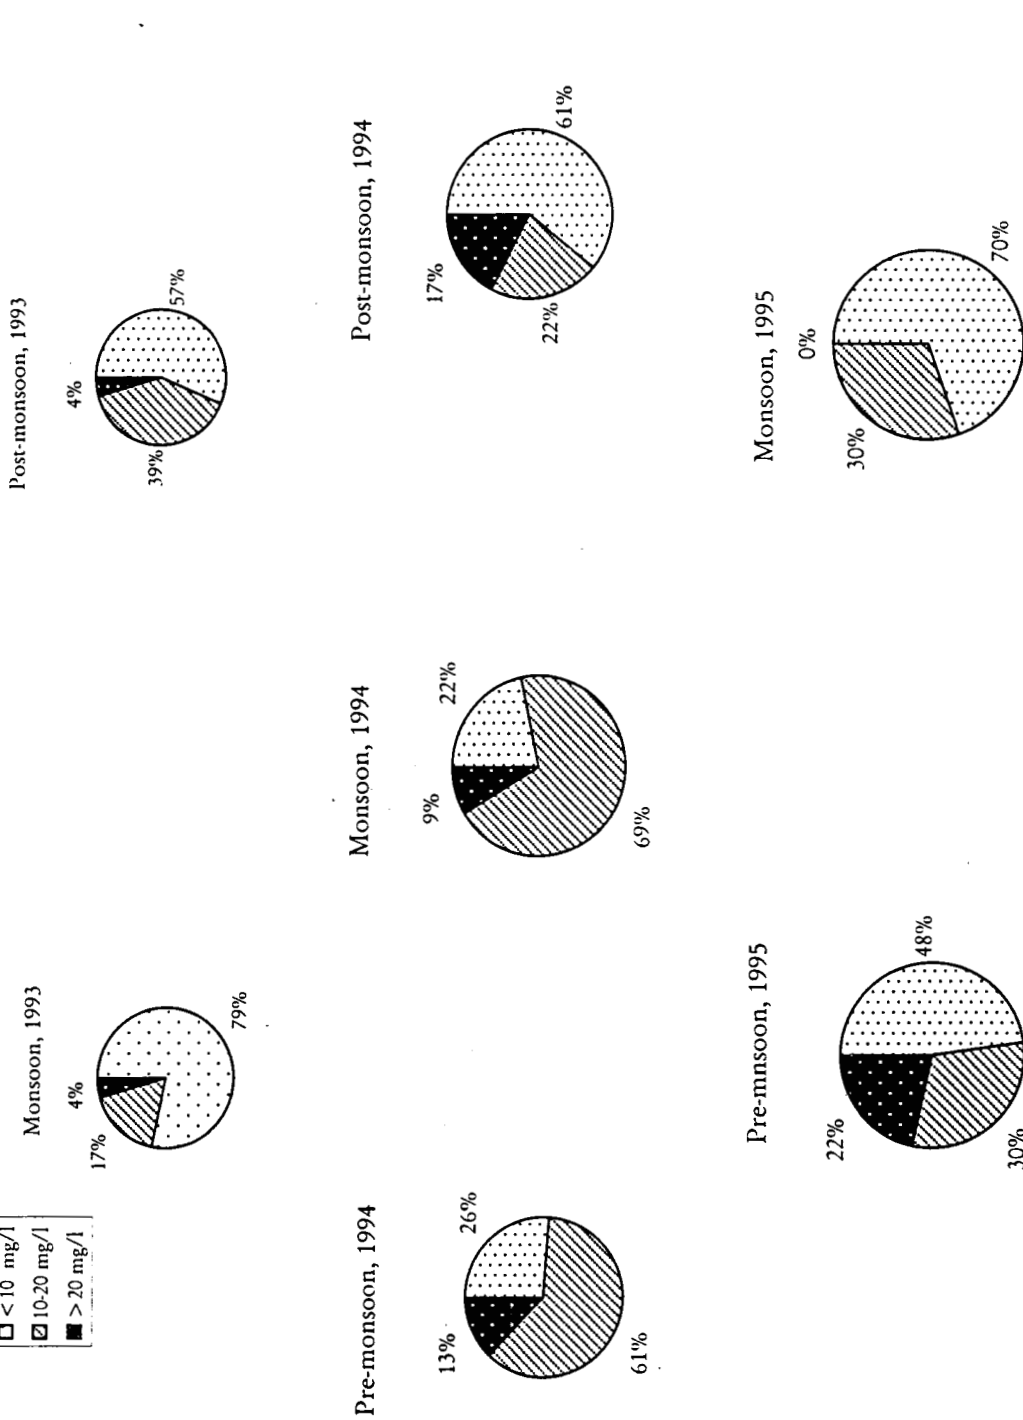 < 10 mg/l
10-20 mg/l
> 20 mg/l
Monsoon, 1993
4%
17%
79%
Post-monsoon, 1993
4%
39%
57%
Pre-monsoon, 1994
13%
26%
61%
Monsoon, 1994
9%
22%
69%
Post-monsoon, 1994
17%
22%
61%
Pre-mnsoon, 1995
22%
48%
30%
Monsoon, 1995
0%
30%
70%